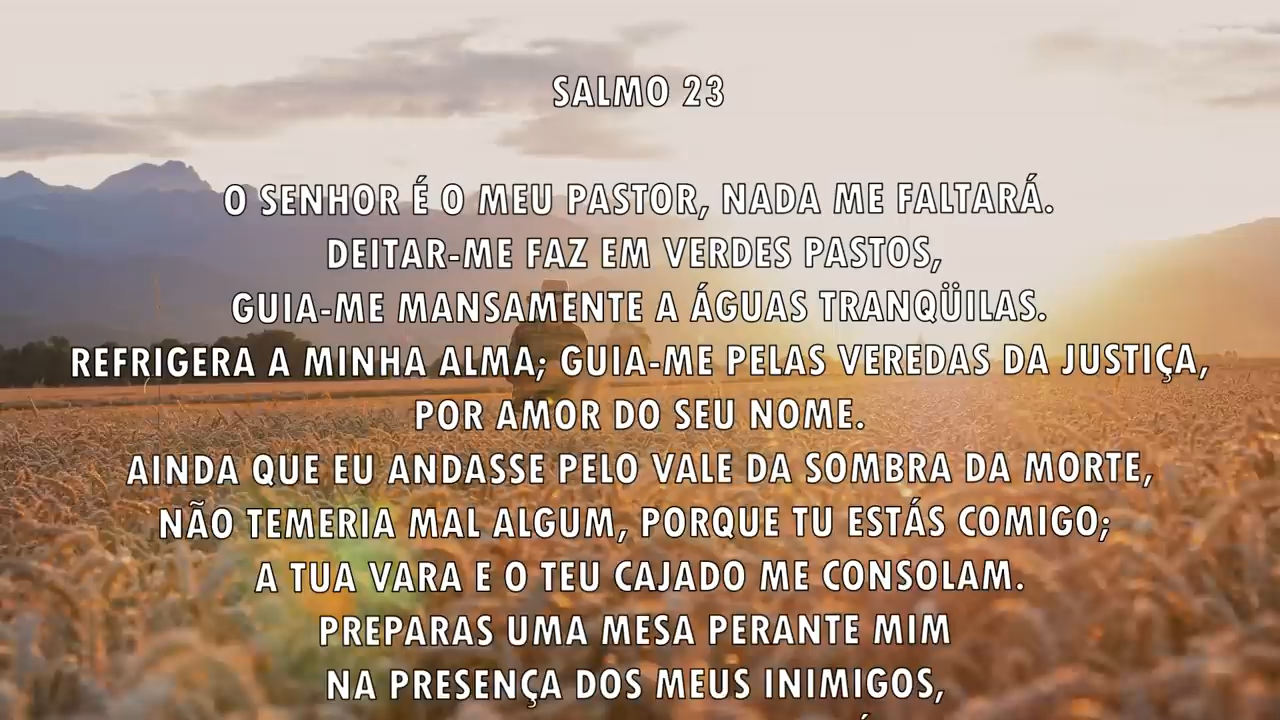 SALMO 23
O SENHOR É O MEU PASTOR, NADA ME FALTARÁ.
DEITAR-ME FAZ EM VERDES PASTOS,
GUIA-ME MANSAMENTE A ÁGUAS TRANQÜILAS.
REFRIGERA A MINHA ALMA; GUIA-ME PELAS VEREDAS DA JUSTIÇA,
POR AMOR DO SEU NOME.
AINDA QUE EU ANDASSE PELO VALE DA SOMBRA DA MORTE,
NÃO TEMERIA MAL ALGUM, PORQUE TU ESTÁS COMIGO;
A TUA VARA E O TEU CAJADO ME CONSOLAM.
PREPARAS UMA MESA PERANTE MIM
NA PRESENÇA DOS MEUS INIMIGOS,